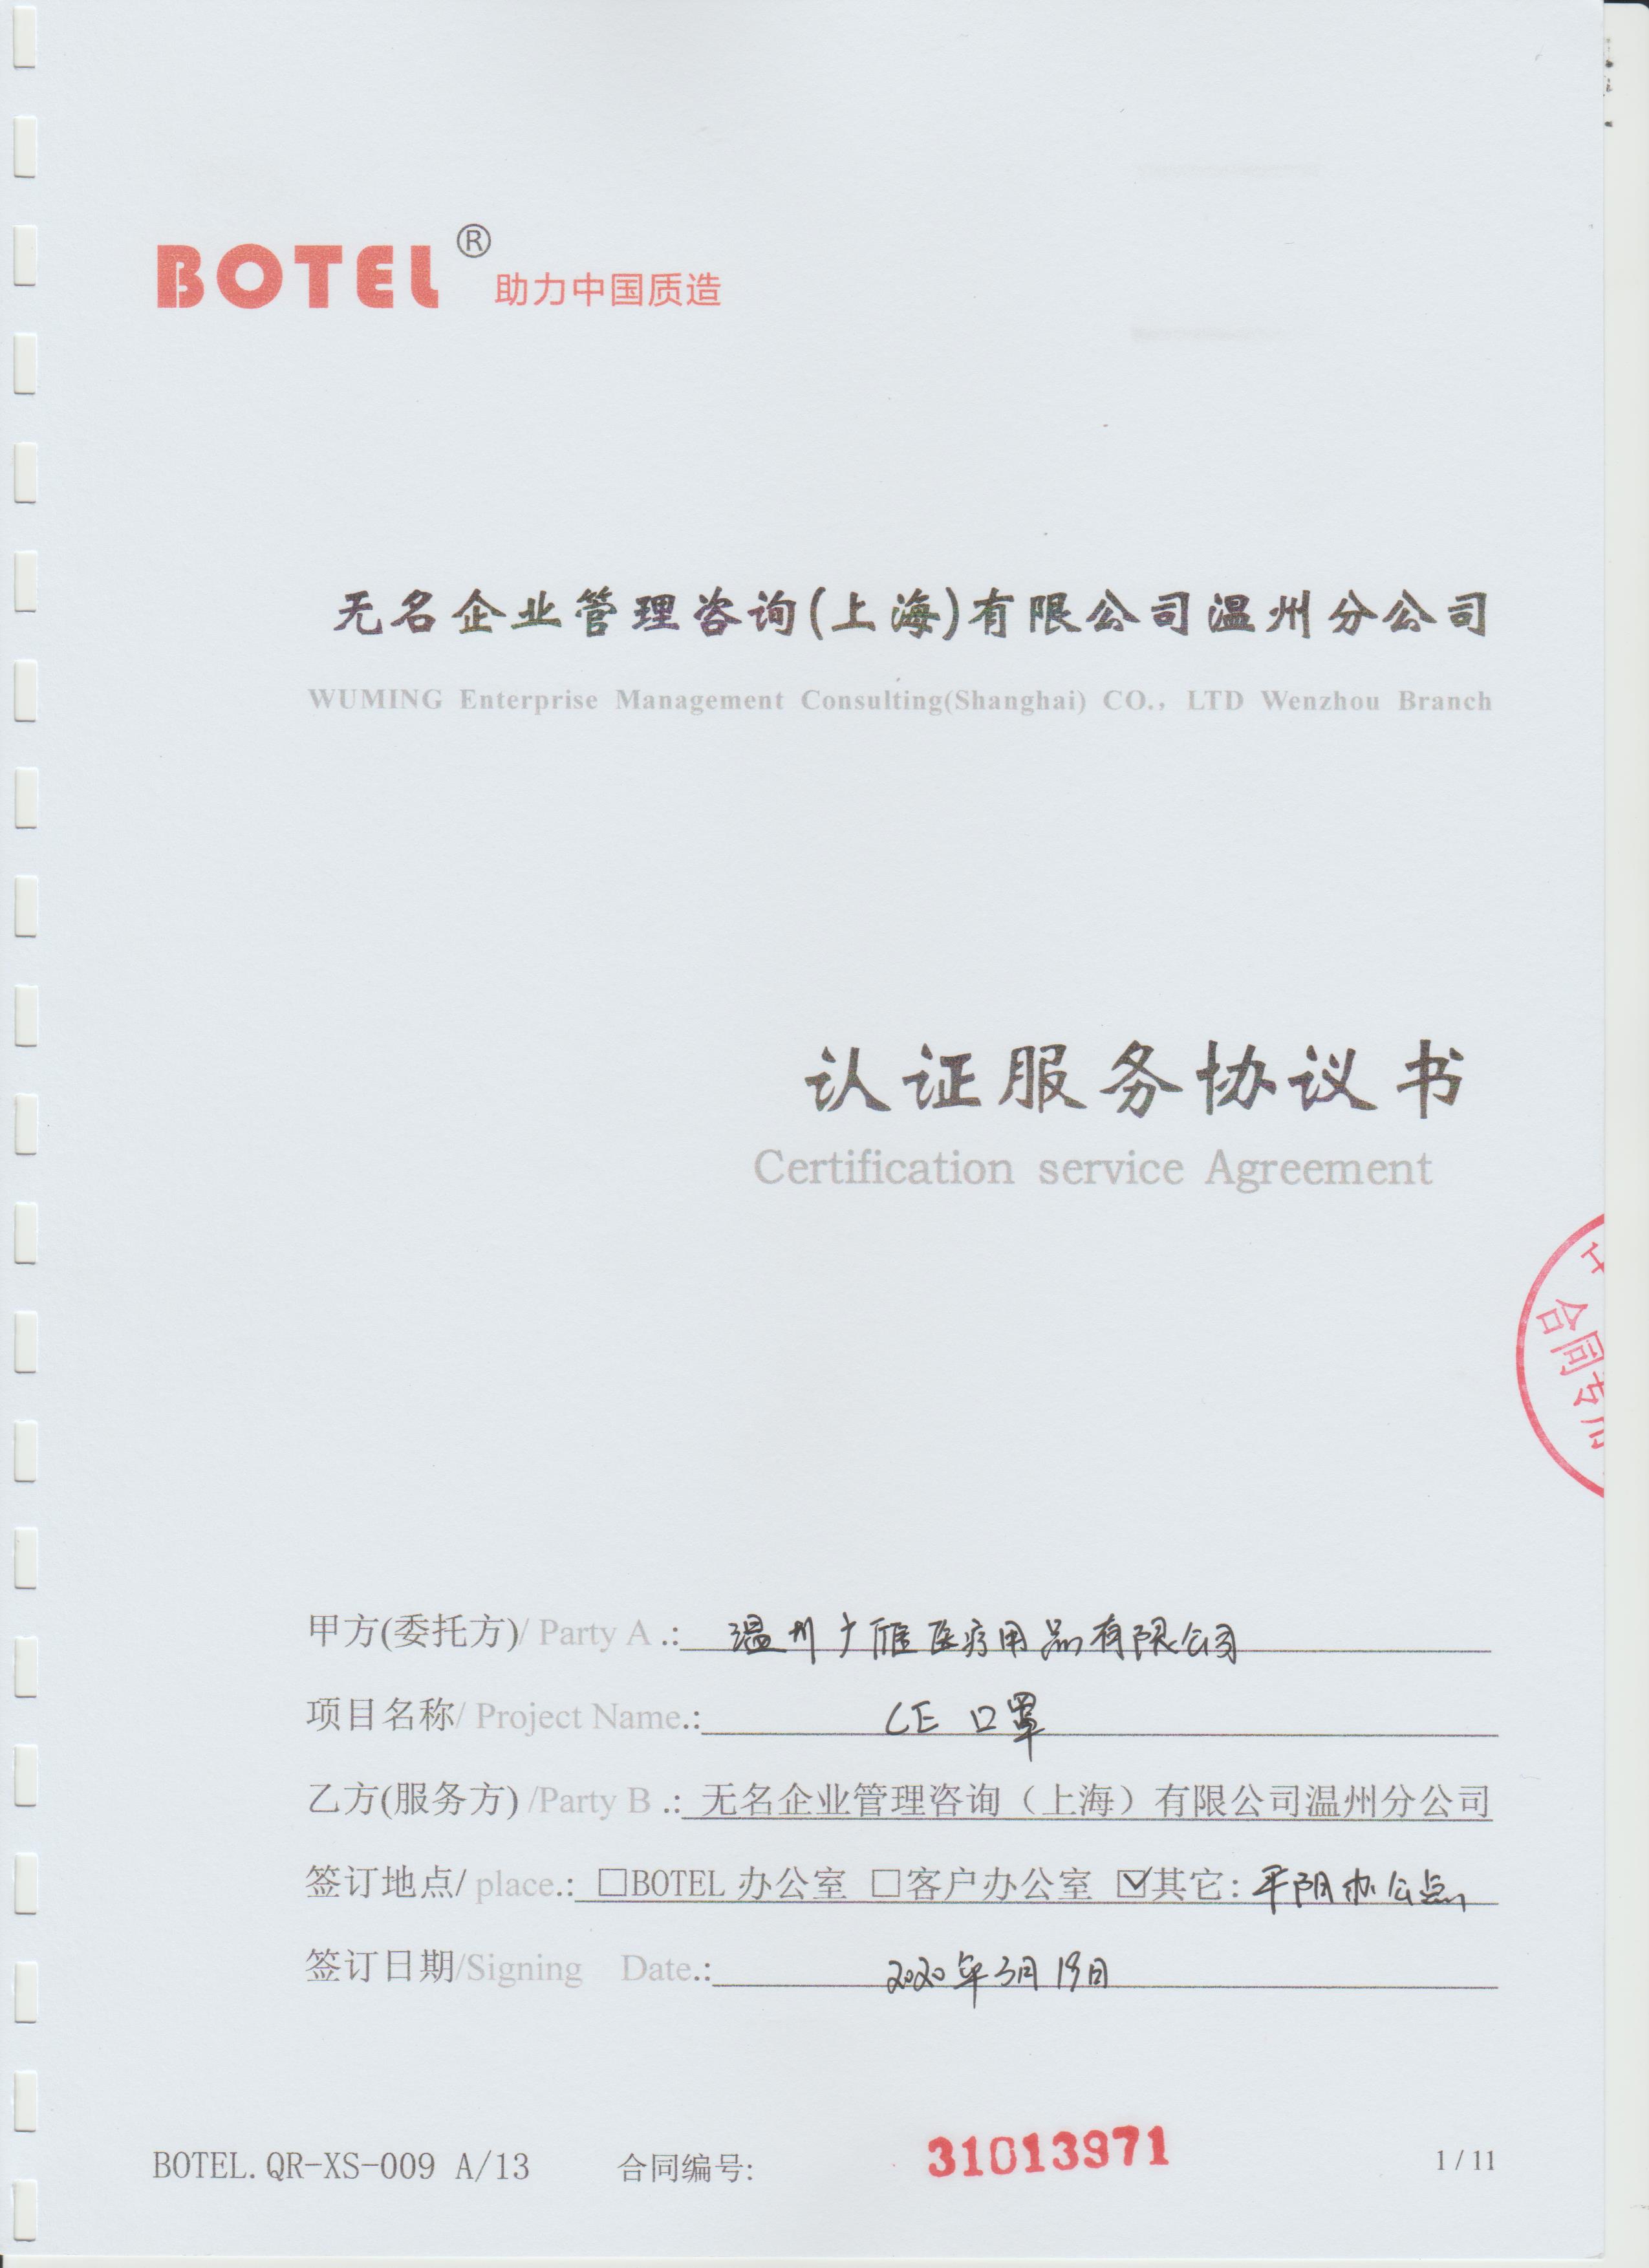 BOTEL® 助力中国质造
无名企业管理咨询(上海)有限公司温州分公司
WUMING Enterprise Management Consulting(Shanghai) CO., LTD Wenzhou Branch
认证服务协议书
Certification service Agreement
合同专
甲方(委托方)/ Party A .: 温州广雁医疗用品有限公司
项目名称/ Project Name.: CE 口罩
乙方(服务方) /Party B .: 无名企业管理咨询（上海）有限公司温州分公司
签订地点/ place.: □BOTEL 办公室 □客户办公室 ☑其它: 平阴办公点
签订日期/Signing Date.: 2020年3月19日
BOTEL.QR-XS-009 A/13 合同编号: 31013971 1 / 11